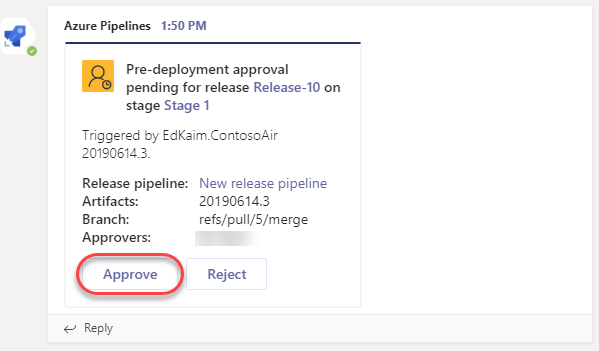 Azure Pipelines 1:50 PM
Pre-deployment approval
pending for release Release-10 on
stage Stage 1
Triggered by EdKaim.ContosoAir
20190614.3.
Release pipeline: New release pipeline
Artifacts: 20190614.3
Branch: refs/pull/5/merge
Approvers:
Approve Reject
Reply